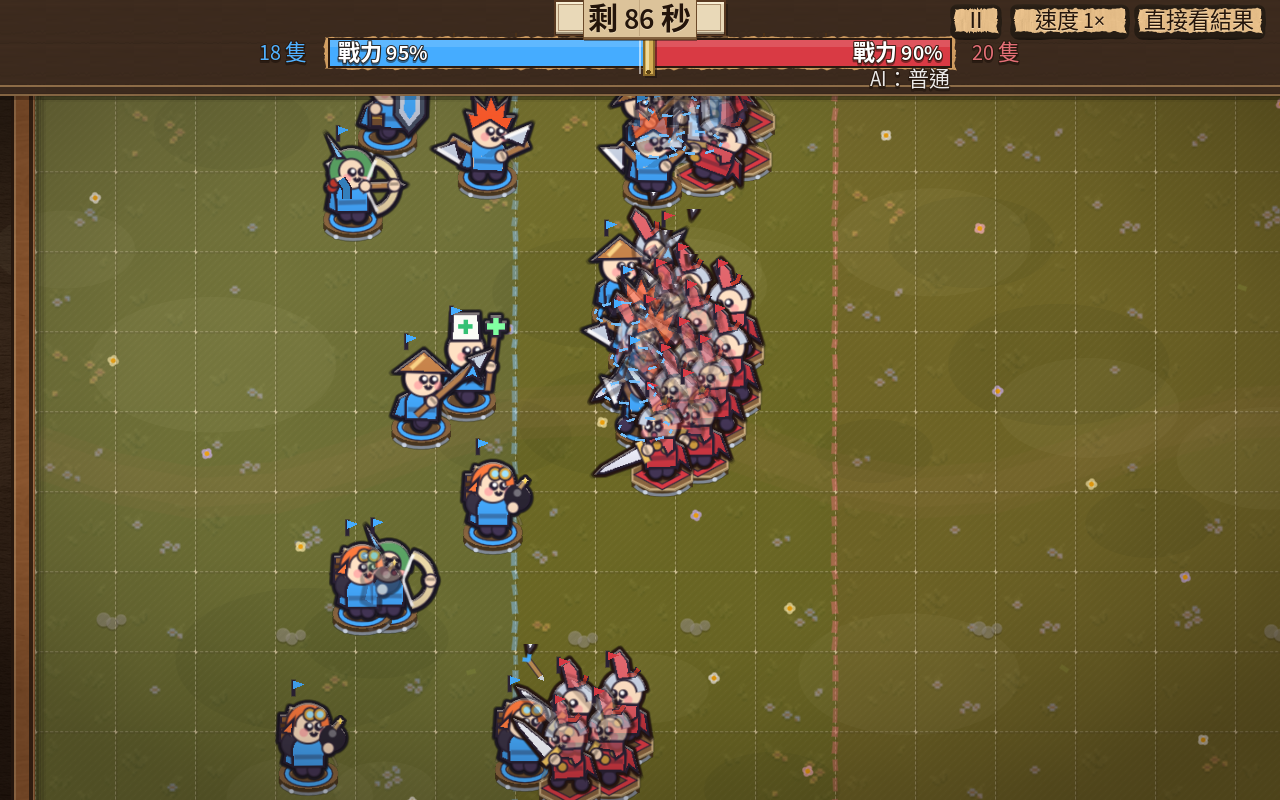 剩 86 秒
II
速度 1×
直接看結果
18 隻
戰力 95%
戰力 90%
20 隻
AI：普通